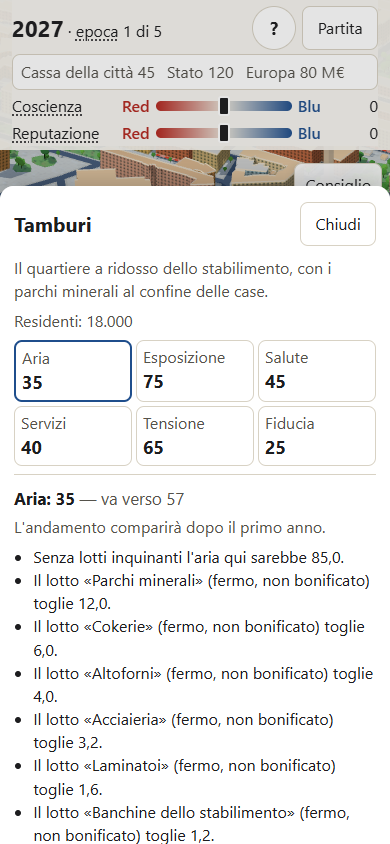 2027 · epoca 1 di 5
?
Partita
Cassa della città 45 Stato 120 Europa 80 M€
Coscienza Red Blu 0
Reputazione Red Blu 0
Consiglio
Tamburi
Chiudi
Il quartiere a ridosso dello stabilimento, con i
parchi minerali al confine delle case.
Residenti: 18.000
Aria Esposizione Salute
35 75 45
Servizi Tensione Fiducia
40 65 25
Aria: 35 — va verso 57
L'andamento comparirà dopo il primo anno.
• Senza lotti inquinanti l'aria qui sarebbe 85,0.
• Il lotto «Parchi minerali» (fermo, non bonificato)
toglie 12,0.
• Il lotto «Cokerie» (fermo, non bonificato) toglie
6,0.
• Il lotto «Altoforni» (fermo, non bonificato) toglie
4,0.
• Il lotto «Acciaieria» (fermo, non bonificato)
toglie 3,2.
• Il lotto «Laminatoi» (fermo, non bonificato)
toglie 1,6.
• Il lotto «Banchine dello stabilimento» (fermo,
non bonificato) toglie 1,2.